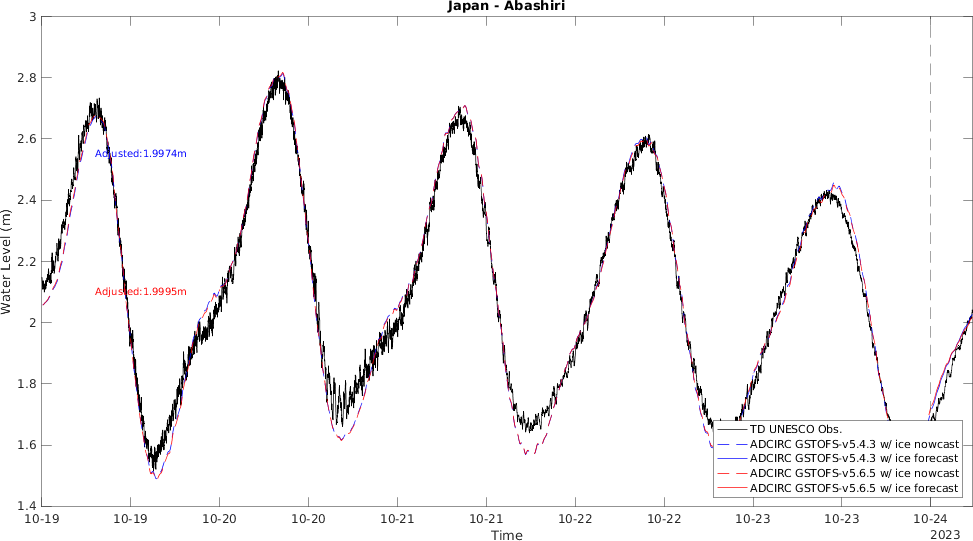 Japan - Abashiri
Water Level (m)
3
2.8
2.6
2.4
2.2
2
1.8
1.6
1.4
Adjusted:1.9974m
Adjusted:1.9995m
TD UNESCO Obs.
ADCIRC GSTOFS-v5.4.3 w/ ice nowcast
ADCIRC GSTOFS-v5.4.3 w/ ice forecast
ADCIRC GSTOFS-v5.6.5 w/ ice nowcast
ADCIRC GSTOFS-v5.6.5 w/ ice forecast
10-19 10-19 10-20 10-20 10-21 10-21 10-22 10-22 10-23 10-23 10-24
Time
2023